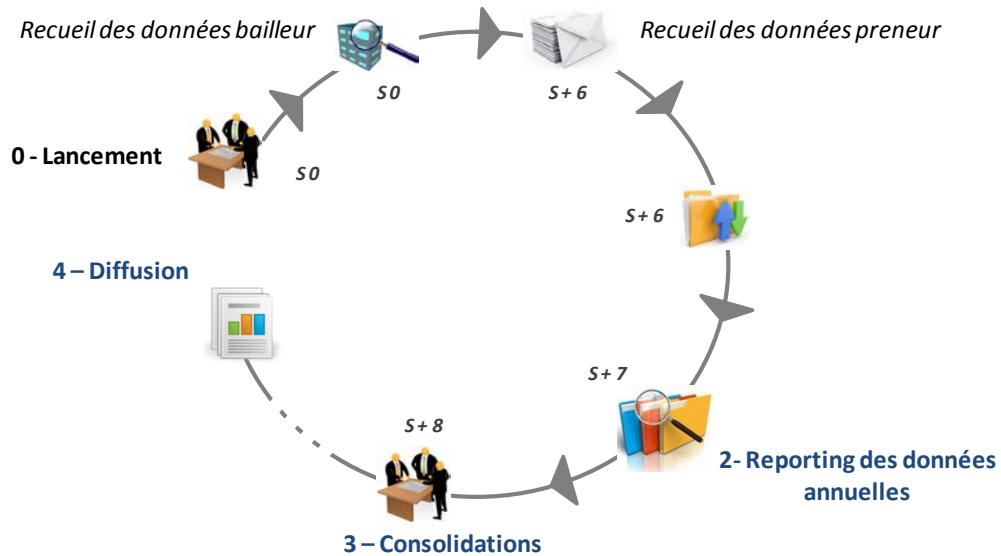 Recueil des données bailleur
Recueil des données preneur
S0
S+6
0 - Lancement
S0
S+6
4 – Diffusion
S+7
S+8
2- Reporting des données
annuelles
3 – Consolidations